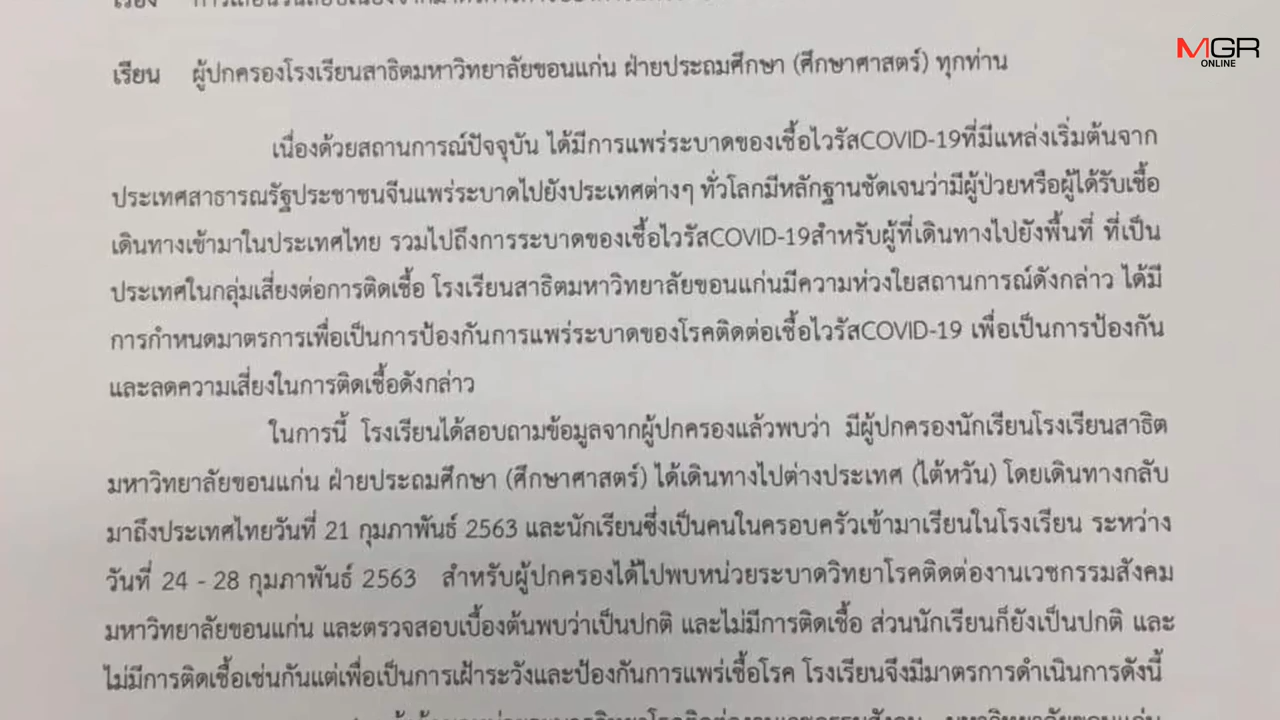 เรื่อง
MGR
ONLINE
เรียน ผู้ปกครองโรงเรียนสาธิตมหาวิทยาลัยขอนแก่น ฝ่ายประถมศึกษา (ศึกษาศาสตร์) ทุกท่าน
เนื่องด้วยสถานการณ์ปัจจุบัน ได้มีการแพร่ระบาดของเชื้อไวรัสCOVID-19ที่มีแหล่งเริ่มต้นจาก
ประเทศสาธารณรัฐประชาชนจีนแพร่ระบาดไปยังประเทศต่างๆ ทั่วโลกมีหลักฐานชัดเจนว่ามีผู้ป่วยหรือผู้ได้รับเชื้อ
เดินทางเข้ามาในประเทศไทย รวมไปถึงการระบาดของเชื้อไวรัสCOVID-19สำหรับผู้ที่เดินทางไปยังพื้นที่ ที่เป็น
ประเทศในกลุ่มเสี่ยงต่อการติดเชื้อ โรงเรียนสาธิตมหาวิทยาลัยขอนแก่นมีความห่วงใยสถานการณ์ดังกล่าว ได้มี
การกำหนดมาตรการเพื่อเป็นการป้องกันการแพร่ระบาดของโรคติดต่อเชื้อไวรัสCOVID-19 เพื่อเป็นการป้องกัน
และลดความเสี่ยงในการติดเชื้อดังกล่าว
ในการนี้ โรงเรียนได้สอบถามข้อมูลจากผู้ปกครองแล้วพบว่า มีผู้ปกครองนักเรียนโรงเรียนสาธิต
มหาวิทยาลัยขอนแก่น ฝ่ายประถมศึกษา (ศึกษาศาสตร์) ได้เดินทางไปต่างประเทศ (ไต้หวัน) โดยเดินทางกลับ
มาถึงประเทศไทยวันที่ 21 กุมภาพันธ์ 2563 และนักเรียนซึ่งเป็นคนในครอบครัวเข้ามาเรียนในโรงเรียน ระหว่าง
วันที่ 24 - 28 กุมภาพันธ์ 2563 สำหรับผู้ปกครองได้ไปพบหน่วยระบาดวิทยาโรคติดต่องานเวชกรรมสังคม
มหาวิทยาลัยขอนแก่น และตรวจสอบเบื้องต้นพบว่าเป็นปกติ และไม่มีการติดเชื้อ ส่วนนักเรียนก็ยังเป็นปกติ และ
ไม่มีการติดเชื้อเช่นกันแต่เพื่อเป็นการเฝ้าระวังและป้องกันการแพร่เชื้อโรค โรงเรียนจึงมีมาตรการดำเนินการดังนี้